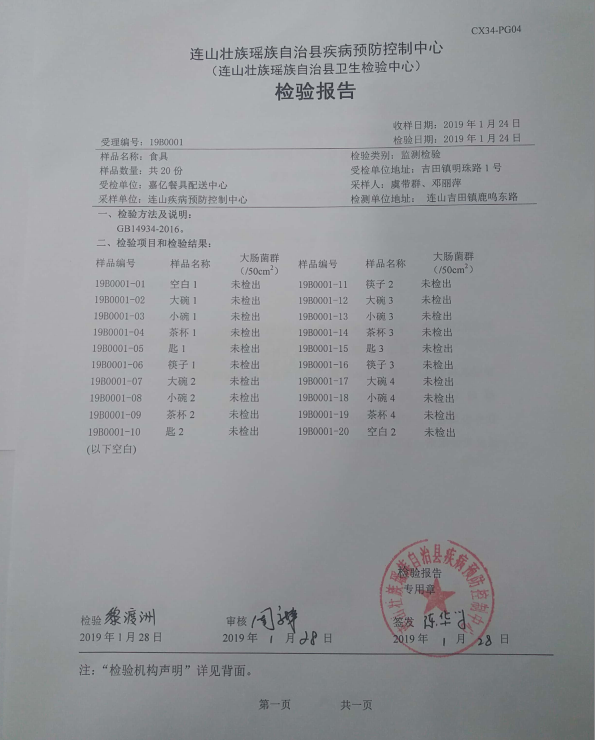 CX34-PG04
连山壮族瑶族自治县疾病预防控制中心
（连山壮族瑶族自治县卫生检验中心）
检验报告
收样日期：2019 年 1 月 24 日
受理编号：19B0001 检验日期：2019 年 1 月 24 日
样品名称：食具 检验类别：监测检验
样品数量：共 20 份 受检单位地址：吉田镇明珠路 1 号
受检单位：嘉亿餐具配送中心 采样人：虞带群、邓丽萍
采样单位：连山疾病预防控制中心 检测单位地址： 连山吉田镇鹿鸣东路
一、检验方法及说明：
GB14934-2016。
二、检验项目和检验结果：
样品编号 样品名称 大肠菌群（/50cm²） 样品编号 样品名称 大肠菌群（/50cm²）
19B0001-01 空白 1 未检出 19B0001-11 筷子 2 未检出
19B0001-02 大碗 1 未检出 19B0001-12 大碗 3 未检出
19B0001-03 小碗 1 未检出 19B0001-13 小碗 3 未检出
19B0001-04 茶杯 1 未检出 19B0001-14 茶杯 3 未检出
19B0001-05 匙 1 未检出 19B0001-15 匙 3 未检出
19B0001-06 筷子 1 未检出 19B0001-16 筷子 3 未检出
19B0001-07 大碗 2 未检出 19B0001-17 大碗 4 未检出
19B0001-08 小碗 2 未检出 19B0001-18 小碗 4 未检出
19B0001-09 茶杯 2 未检出 19B0001-19 茶杯 4 未检出
19B0001-10 匙 2 未检出 19B0001-20 空白 2 未检出
(以下空白)
连山壮族瑶族自治县疾病预防控制中心
检验报告
专用章
检验 审核 签发
2019 年 1 月 28 日 2019 年 1 月 28 日 2019 年 1 月 28 日
注：“检验机构声明”详见背面。
第一页 共一页